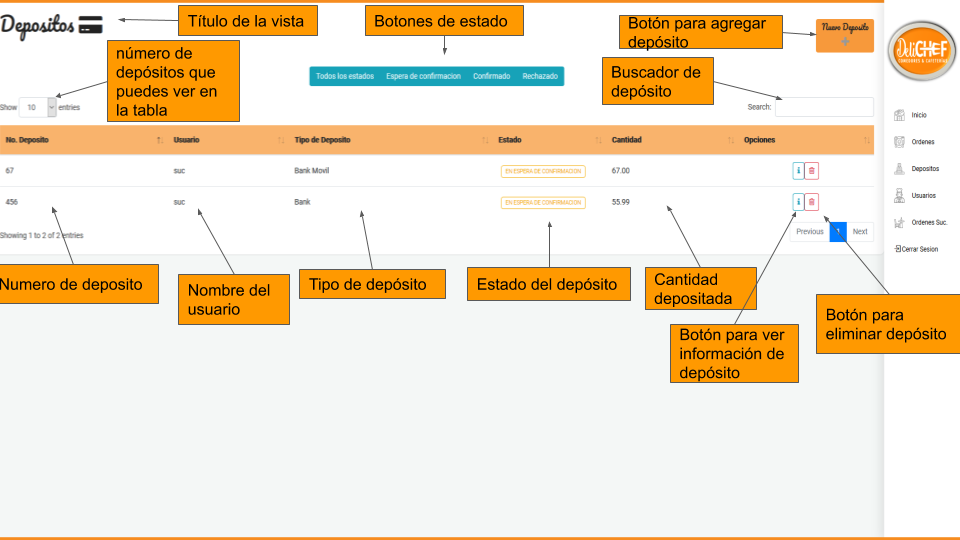 Depositos
Título de la vista
Botones de estado
Botón para agregar
depósito
Nuevo Deposito
DeliCHEF
COMEDORES & CAFETERIAS
número de
depósitos que
puedes ver en
la tabla
Todos los estados Espera de confirmacion Confirmado Rechazado
Buscador de
depósito
Show 10 entries
Search:
No. Deposito Usuario Tipo de Deposito Estado Cantidad Opciones
67 suc Bank Movil EN ESPERA DE CONFIRMACION 67.00
456 suc Bank EN ESPERA DE CONFIRMACION 55.99
Showing 1 to 2 of 2 entries
Previous 1 Next
Inicio
Ordenes
Depositos
Usuarios
Ordenes Suc.
Cerrar Sesion
Numero de deposito
Nombre del
usuario
Tipo de depósito
Estado del depósito
Cantidad
depositada
Botón para ver
información de
depósito
Botón para
eliminar depósito